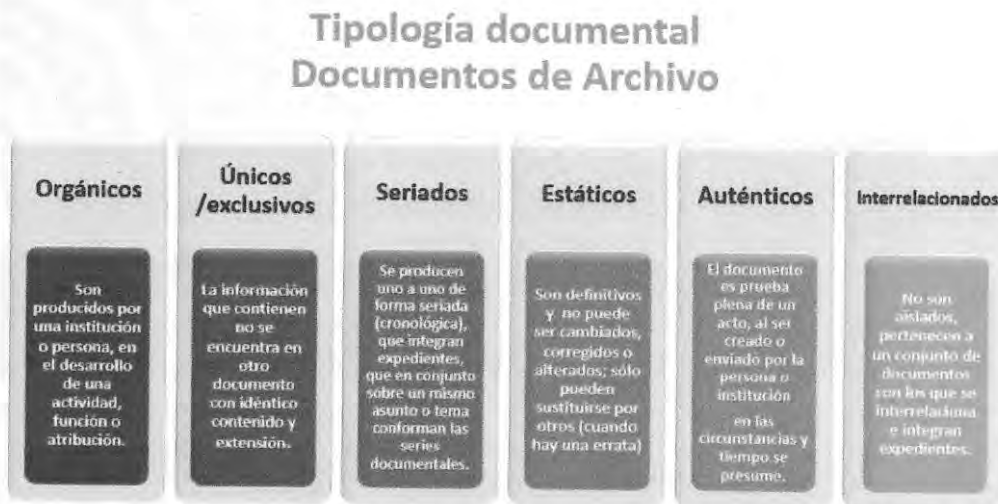 Tipología documental
Documentos de Archivo
Orgánicos
Son
producidos por
una institución
o persona, en
el desarrollo
de una
actividad,
función o
atribución.
Únicos
/exclusivos
La información
que contienen
no se
encuentra en
otro
documento
con idéntico
contenido y
extensión.
Seriados
Se producen
uno a uno de
forma seriada
(cronológica),
que integran
expedientes,
que en conjunto
sobre un mismo
asunto o tema
conforman las
series
documentales.
Estáticos
Son definitivos
y no puede
ser cambiados,
corregidos o
alterados; sólo
pueden
sustituirse por
otros (cuando
hay una errata)
Auténticos
El documento
es prueba
plena de un
acto, al ser
creado o
enviado por la
persona o
institución
en las
circunstancias y
tiempo se
presume.
Interrelacionados
No son
aislados,
pertenecen a
un conjunto de
documentos
con los que se
interrelaciona
e integran
expedientes.